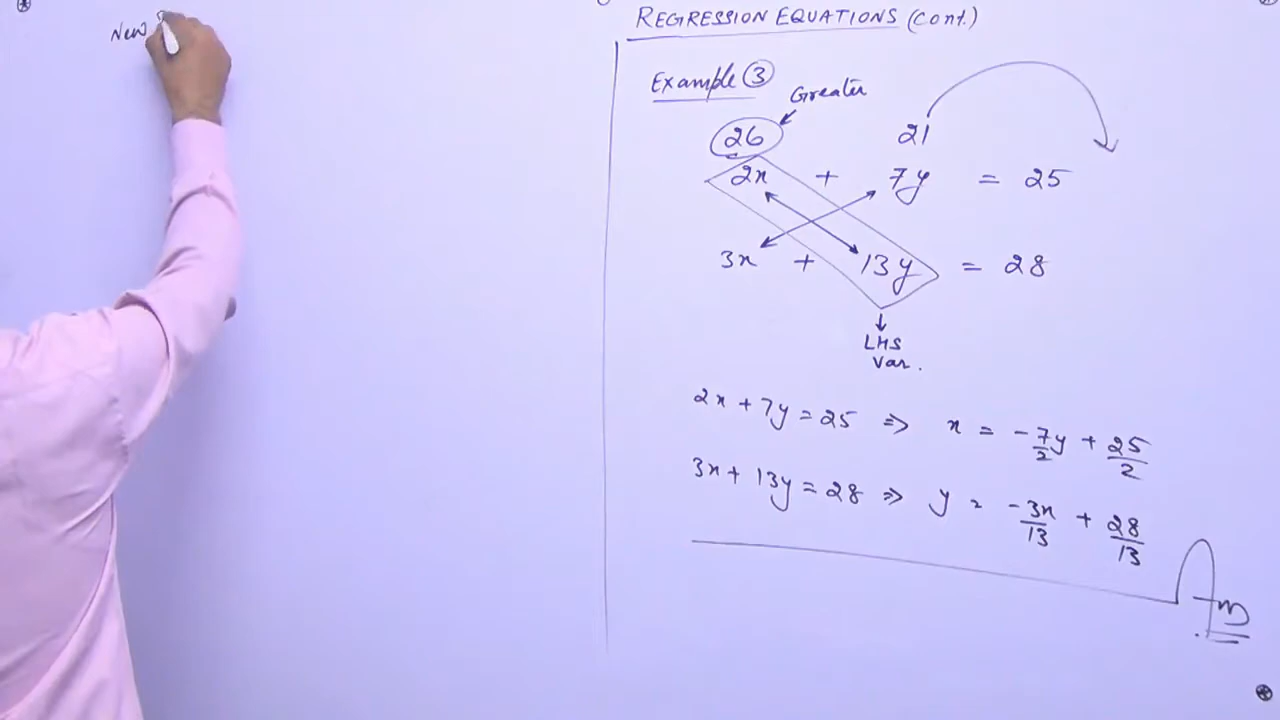 New
REGRESSION EQUATIONS (Cont.)
Example ③
Greater
26 21
2x + 7y = 25
3x + 13y = 28
LHS
Var.
2x + 7y = 25 ⇒ x = -7/2 y + 25/2
3x + 13y = 28 ⇒ y = -3x/13 + 28/13